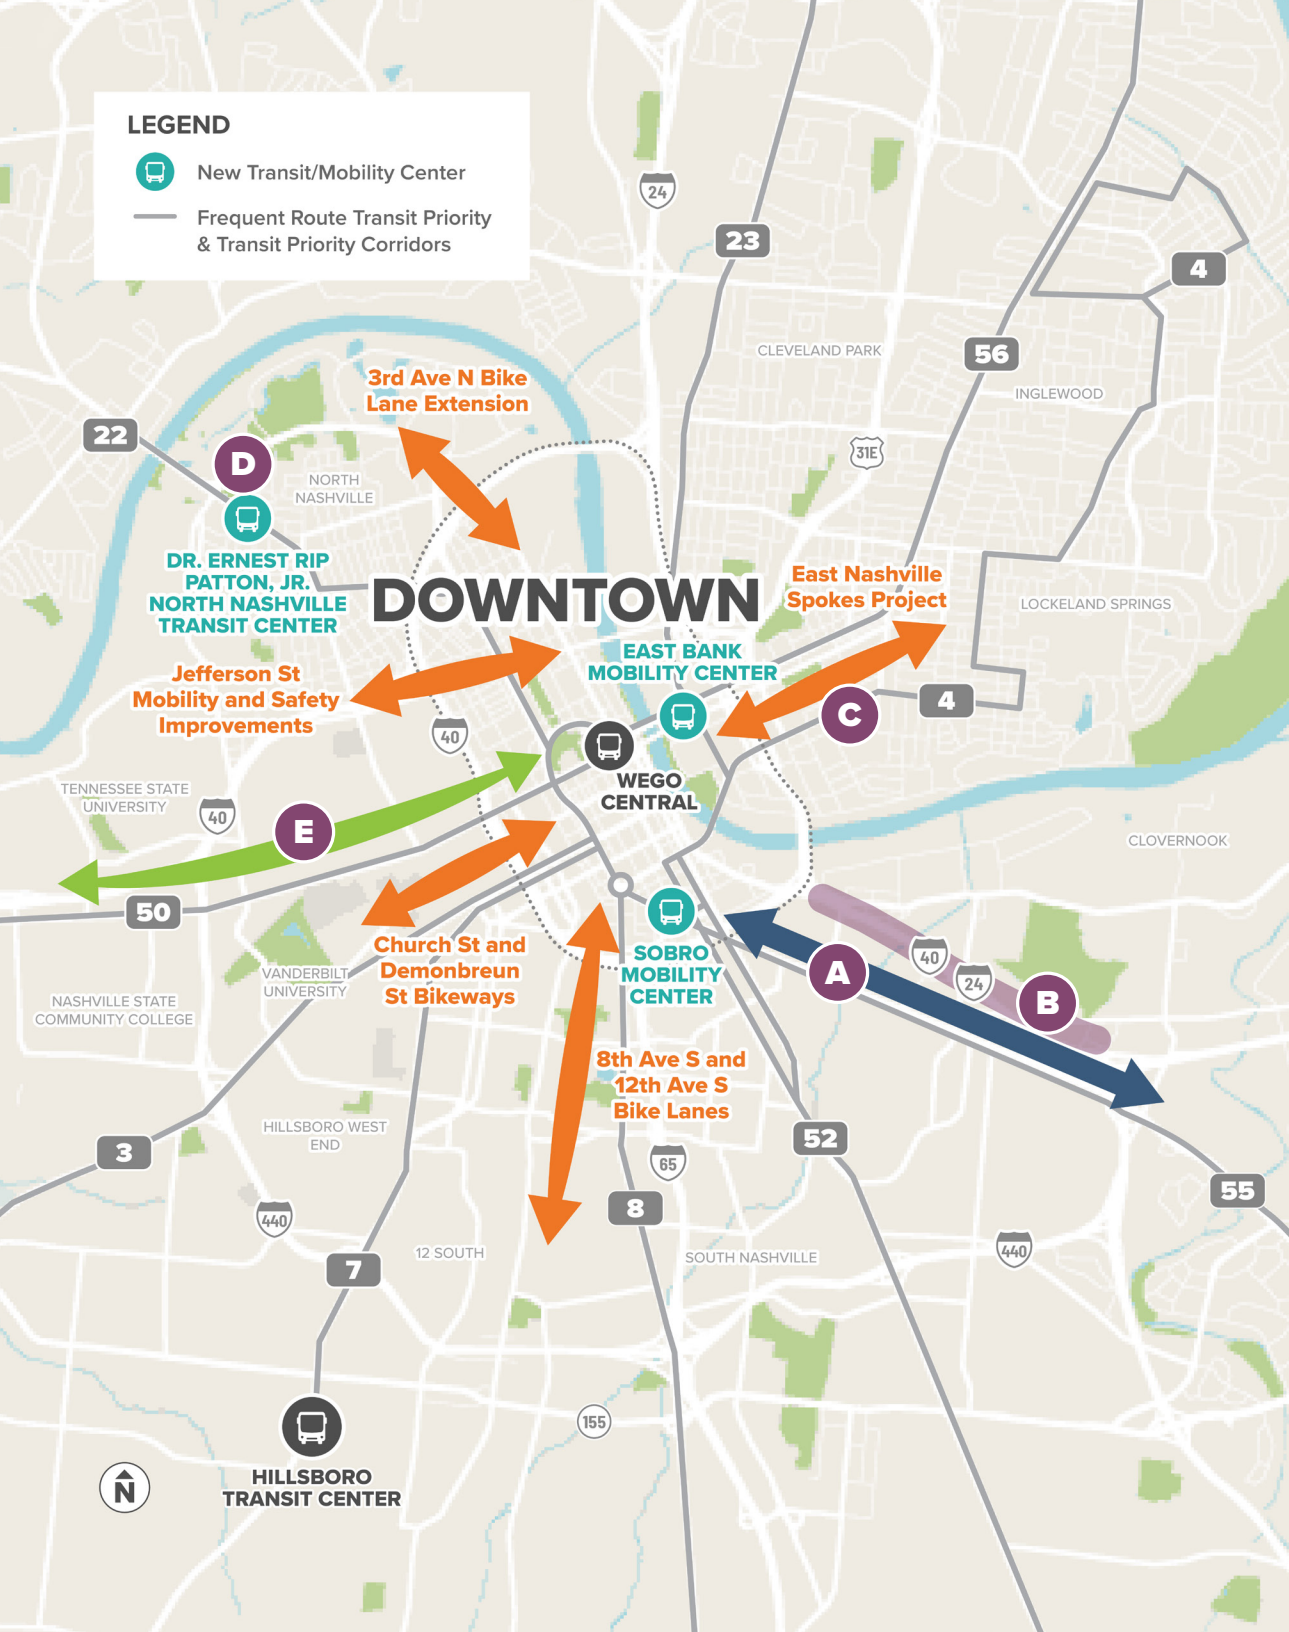 LEGEND
New Transit/Mobility Center
Frequent Route Transit Priority
& Transit Priority Corridors
24
23
4
56
CLEVELAND PARK
INGLEWOOD
3rd Ave N Bike
Lane Extension
22
D
31E
NORTH
NASHVILLE
DR. ERNEST RIP
PATTON, JR.
NORTH NASHVILLE
TRANSIT CENTER
DOWNTOWN
East Nashville
Spokes Project
LOCKELAND SPRINGS
EAST BANK
MOBILITY CENTER
Jefferson St
Mobility and Safety
Improvements
4
C
40
WEGO
CENTRAL
TENNESSEE STATE
UNIVERSITY
40
E
CLOVERNOOK
50
Church St and
Demonbreun
St Bikeways
SOBRO
MOBILITY
CENTER
40
A
24
B
VANDERBILT
UNIVERSITY
NASHVILLE STATE
COMMUNITY COLLEGE
8th Ave S and
12th Ave S
Bike Lanes
HILLSBORO WEST
END
3
52
65
55
8
440
12 SOUTH
SOUTH NASHVILLE
440
7
155
HILLSBORO
TRANSIT CENTER
N